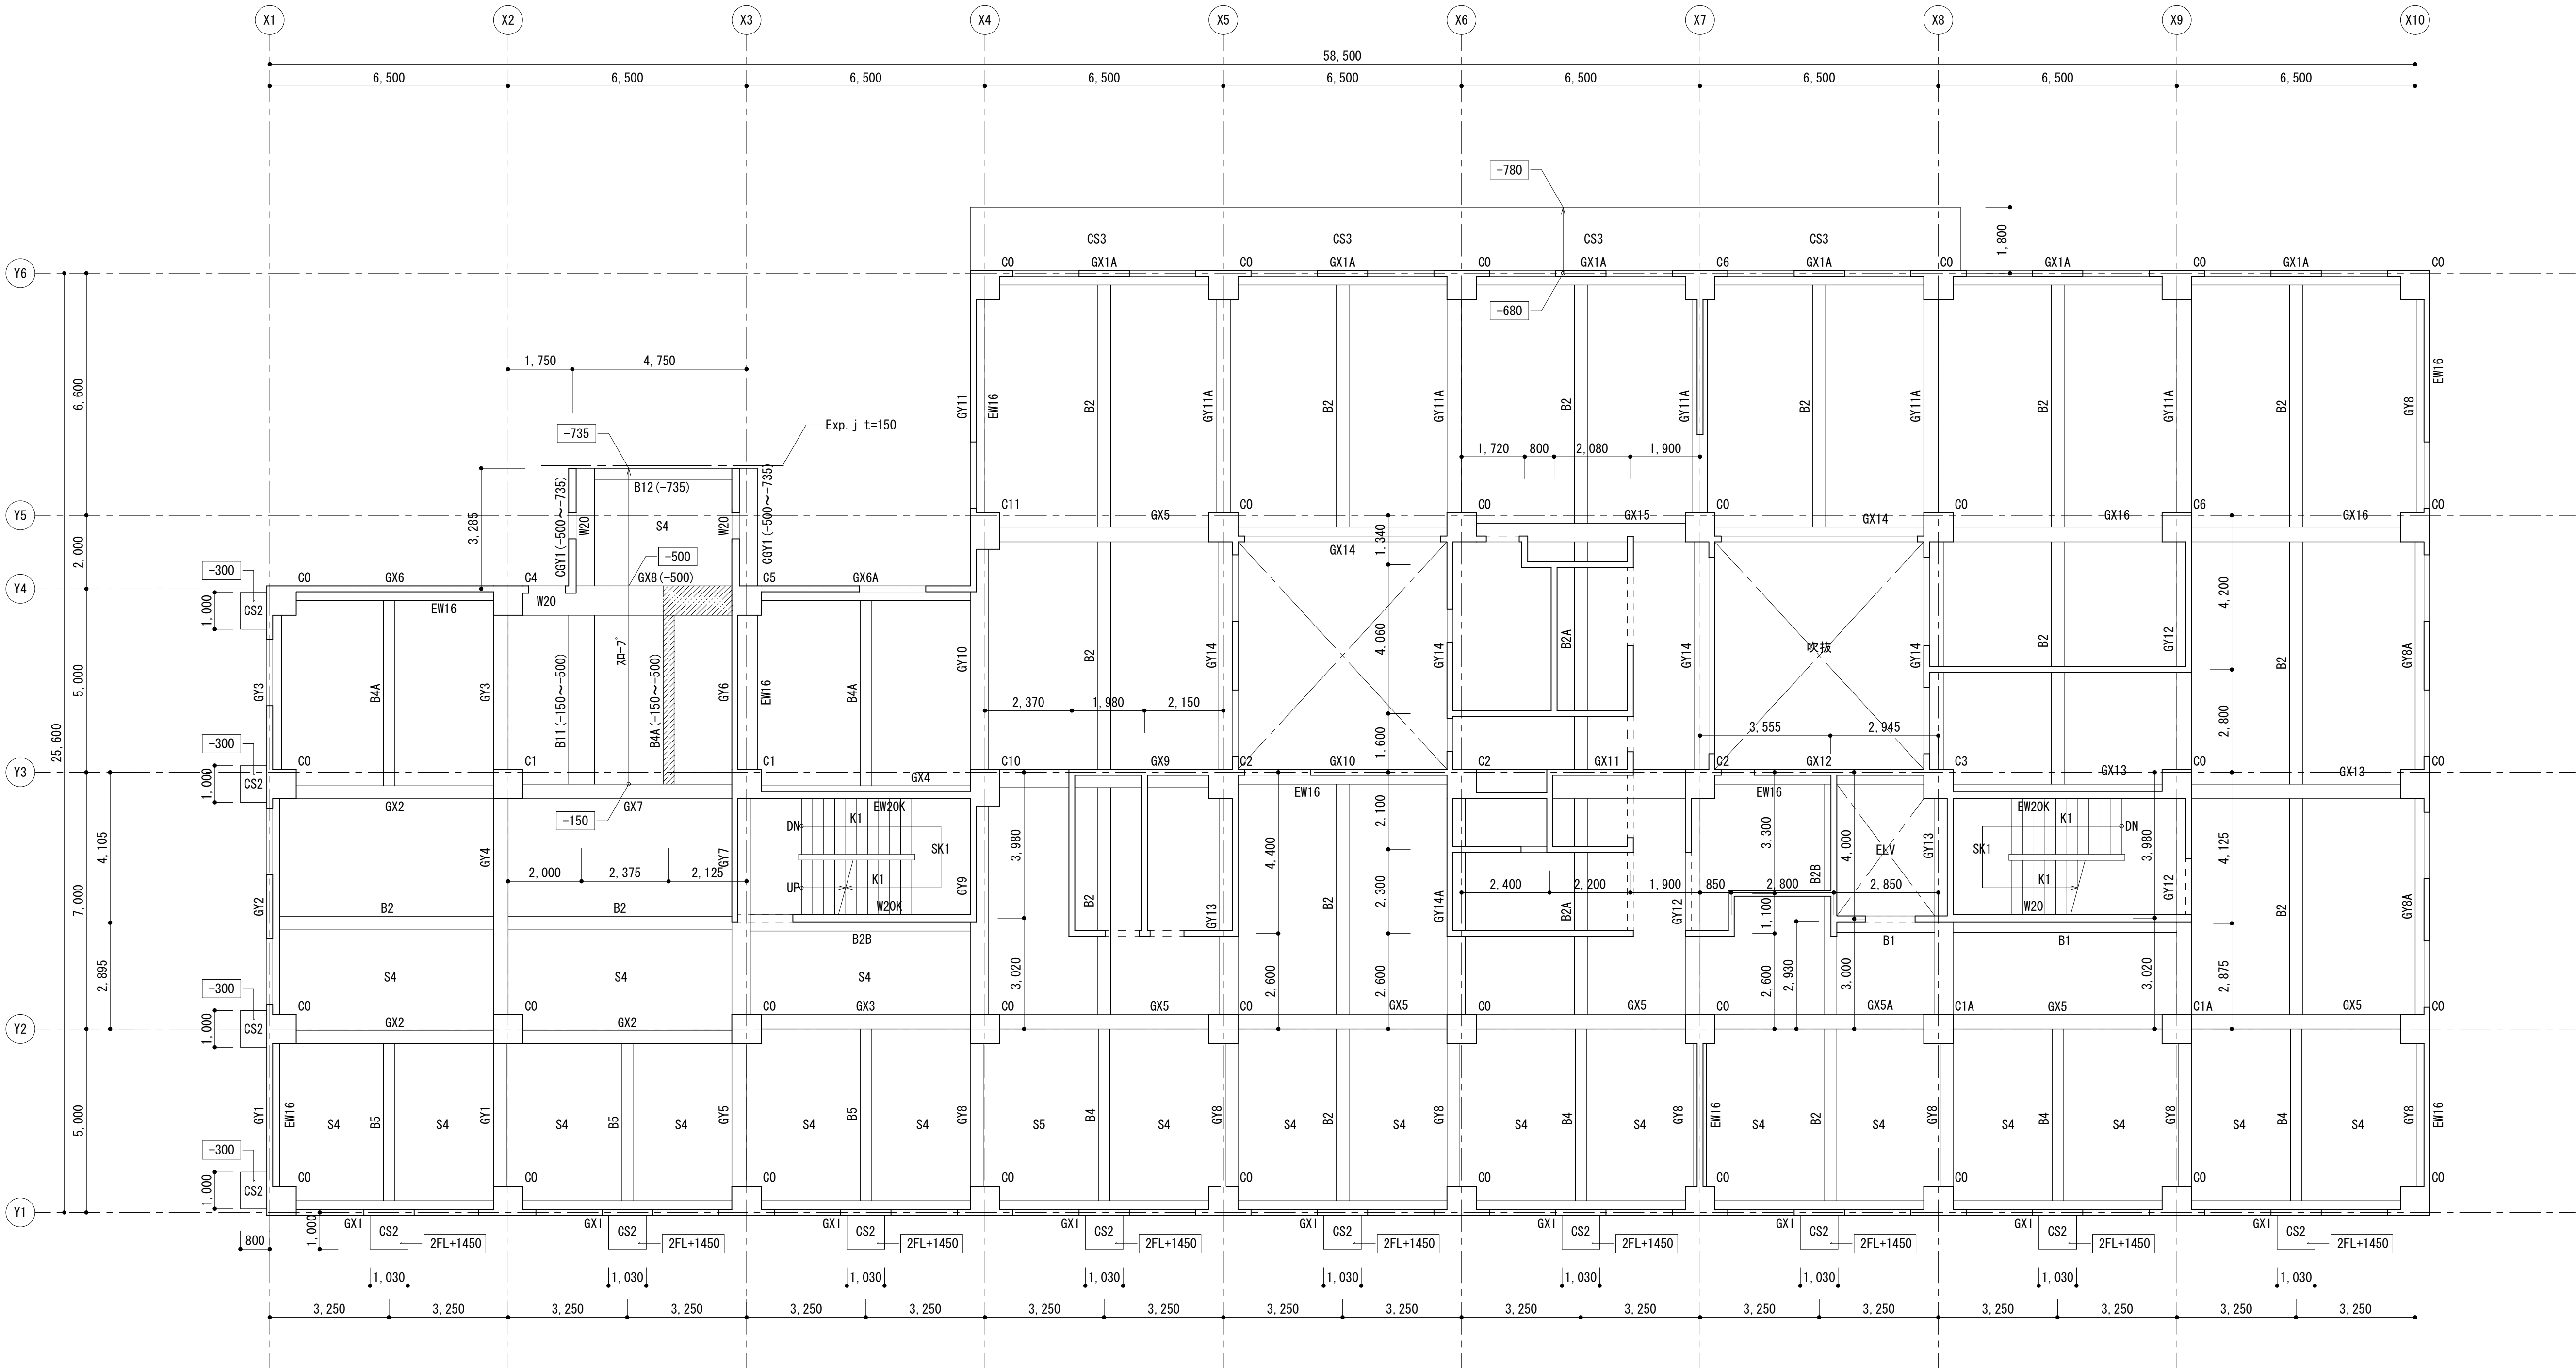 X1 X2 X3 X4 X5 X6 X7 X8 X9 X10
58,500
6,500 6,500 6,500 6,500 6,500 6,500 6,500 6,500 6,500
-780
1,800
CS3 CS3 CS3 CS3
Y6 C0 GX1A C0 GX1A C0 GX1A C6 GX1A C0 GX1A C0 GX1A C0
-680
1,750 4,750
6,600
GY11 EW16 B2 GY11A B2 GY11A B2 GY11A B2 GY11A B2 GY11A B2 GY8 EW16
Exp.j t=150
-735
1,720 800 2,080 1,900
B12(-735)
CGY1(-500～-735) W20 S4 W20 CGY1(-500～-735)
3,285
C11 C0 C0 C0 C0 C6 C0
Y5 GX5 GX15 GX14 GX16 GX16
2,000
1,340
-500
GX14
-300
C0 GX6 C4 GX8(-500) C5 GX6A
Y4
CS2 EW16 W20
1,000
4,200
4,060
5,000
スロープ
吹抜
GY3 B4A GY3 B11(-150～-500) B4A(-150～-500) GY6 EW16 B4A GY10 B2 GY14 GY14 B2A GY14 GY14 B2 GY12 B2 GY8A
2,370 1,980 2,150
3,555 2,945
2,800
1,600
-300
25,600
C0 C1 C1 C10 GX9 C2 GX10 C2 GX11 C2 GX12 C3 GX13 C0 GX13 C0
Y3
CS2 GX4
1,000
EW16 EW16
GX2 GX7 EW20K EW20K
-150
DN K1 K1 DN
SK1 SK1
UP K1 K1
W20K W20
4,105
3,980 4,400 2,100 3,300 4,000 ELV 3,980 4,125
GY2 GY4 GY7 GY9 B2 GY13 B2 GY14A B2A GY12 B2B GY13 GY12 B2 GY8A
2,000 2,375 2,125
2,400 2,200 1,900 850 2,800 2,850
7,000
2,300
1,100
B2 B2 B2B B1 B1
2,895
S4 S4 S4
3,020 2,600 2,600 2,600 2,930 3,000 3,020 2,875
-300
C0 C0 C0 GX3 C0 GX5 C0 GX5 C0 GX5 C0 GX5A C1A GX5 C1A GX5 C0
Y2 CS2 GX2 GX2
1,000
5,000
GY1 EW16 S4 B5 S4 GY1 S4 B5 S4 GY5 S4 B5 S4 GY8 S5 B4 S4 GY8 S4 B2 S4 GY8 S4 B4 S4 GY8 EW16 S4 B2 S4 GY8 S4 B4 S4 GY8 S4 B4 S4 GY8 EW16
-300
C0 C0 C0 C0 C0 C0 C0 C0 C0 C0
CS2
1,000
Y1
GX1 GX1 GX1 GX1 GX1 GX1 GX1 GX1 GX1
CS2 CS2 CS2 CS2 CS2 CS2 CS2 CS2 CS2
800 1,000
2FL+1450 2FL+1450 2FL+1450 2FL+1450 2FL+1450 2FL+1450 2FL+1450 2FL+1450 2FL+1450
1,030 1,030 1,030 1,030 1,030 1,030 1,030 1,030 1,030
3,250 3,250 3,250 3,250 3,250 3,250 3,250 3,250 3,250 3,250 3,250 3,250 3,250 3,250 3,250 3,250 3,250 3,250